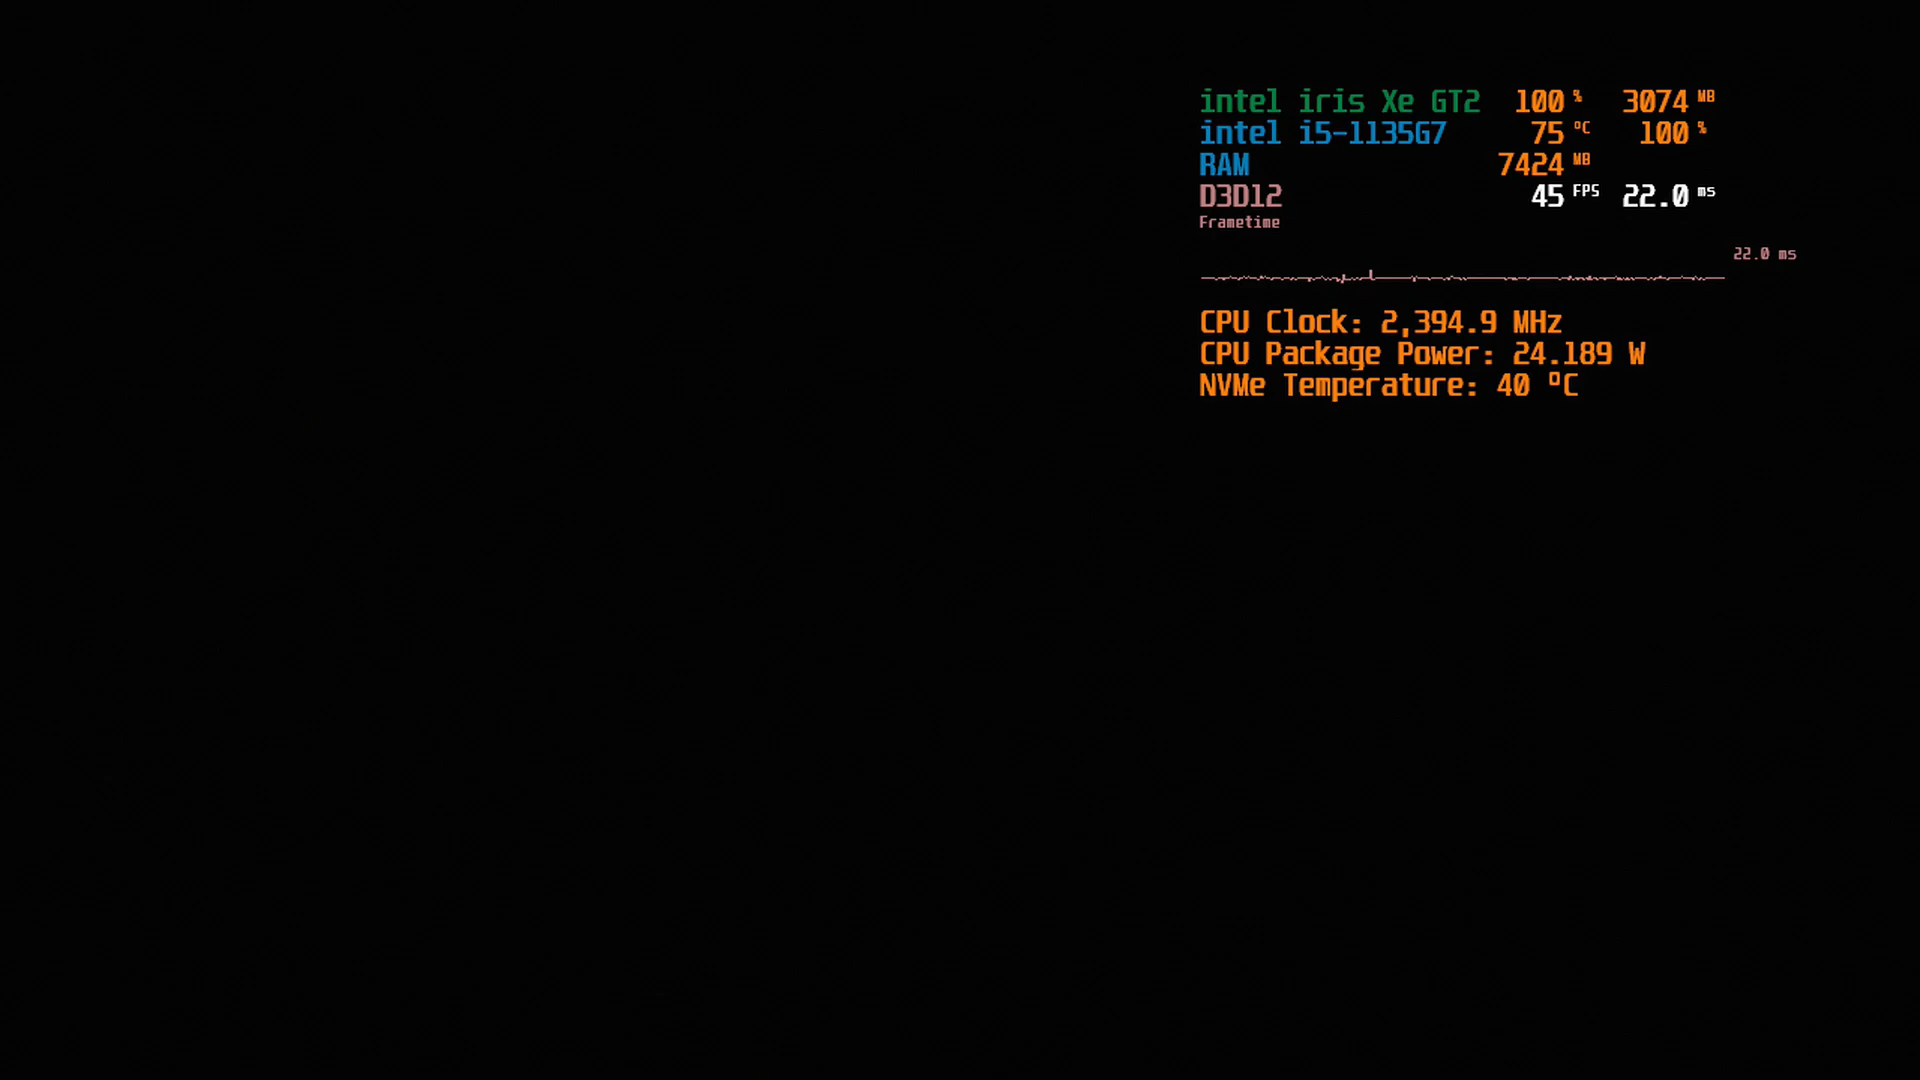 intel iris Xe GT2 100 % 3074 MB
intel i5-1135G7 75 °C 100 %
RAM 7424 MB
D3D12 45 FPS 22.0 ms
Frametime
22.0 ms
CPU Clock: 2,394.9 MHz
CPU Package Power: 24.189 W
NVMe Temperature: 40 ºC